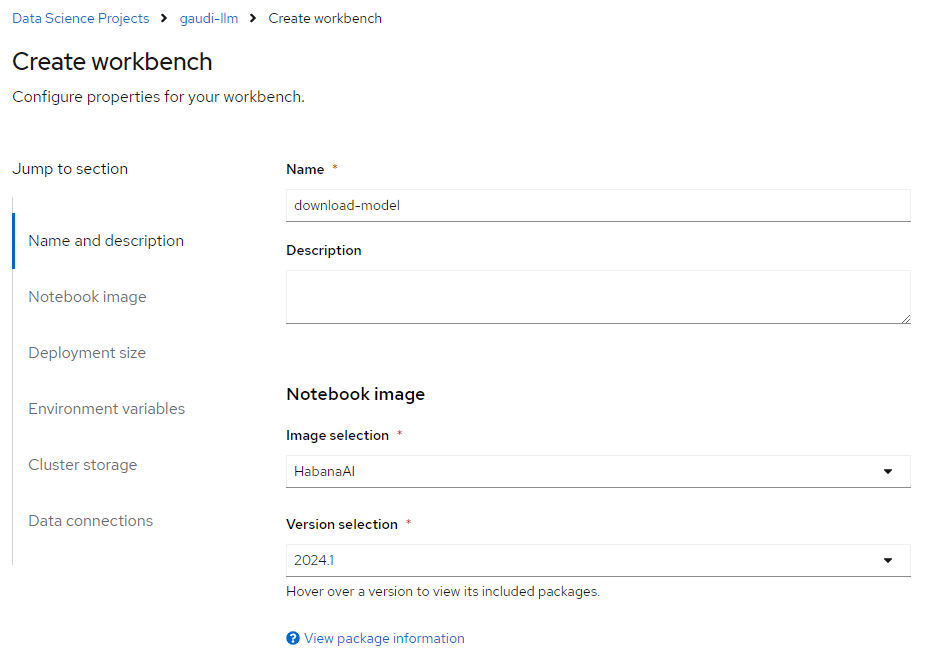 Data Science Projects > gaudi-llm > Create workbench
Create workbench
Configure properties for your workbench.
Jump to section
Name and description
Notebook image
Deployment size
Environment variables
Cluster storage
Data connections
Name *
download-model
Description
Notebook image
Image selection *
HabanaAI
Version selection *
2024.1
Hover over a version to view its included packages.
View package information